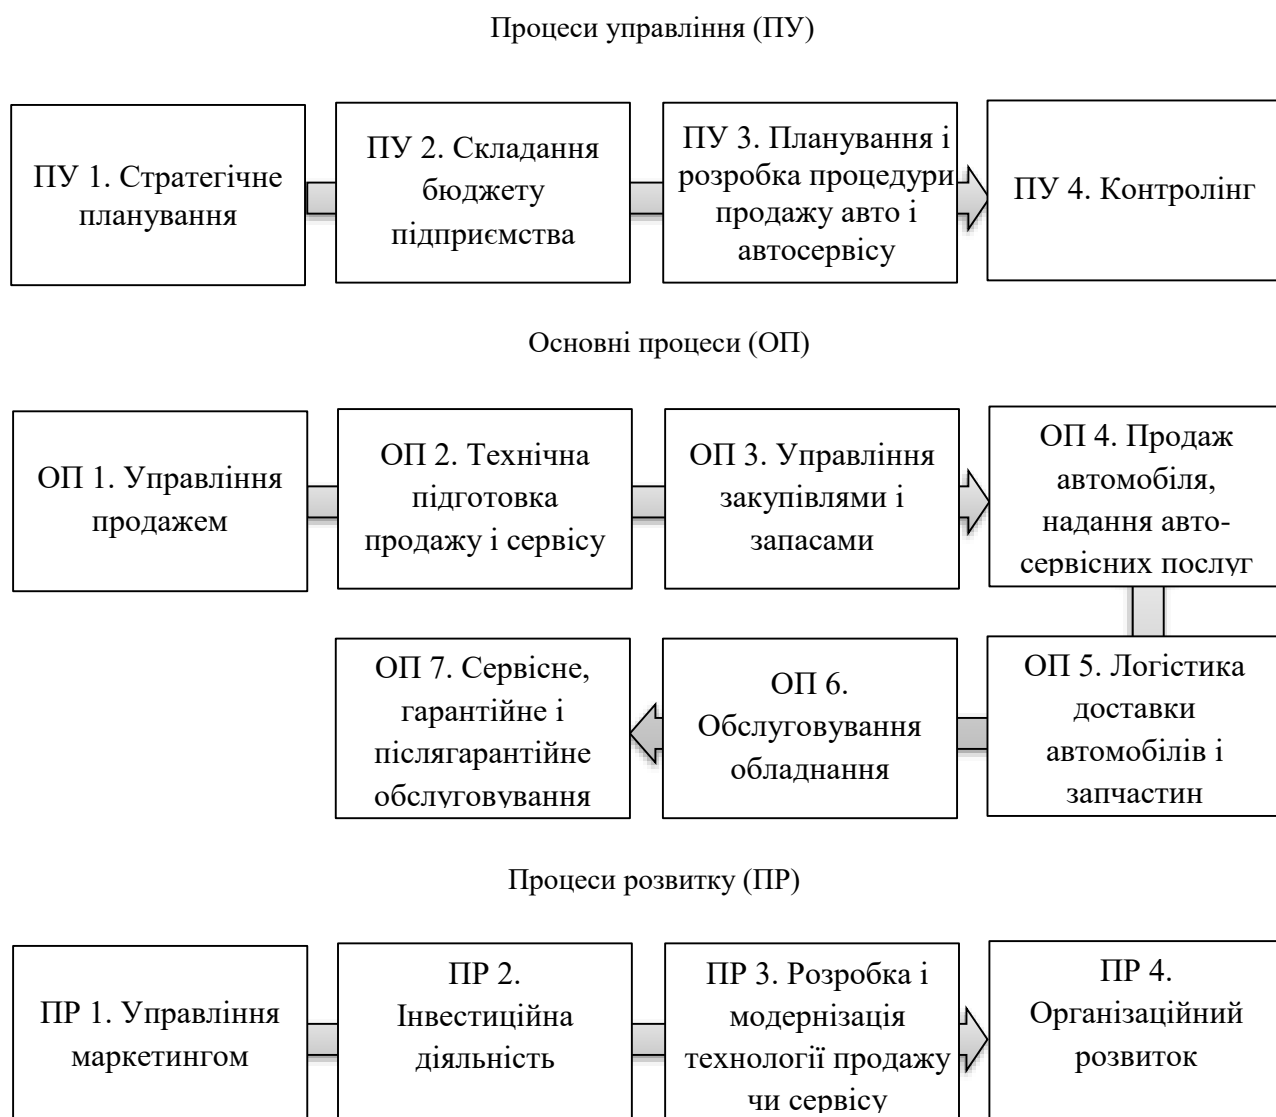 Процеси управління (ПУ)
ПУ 1. Стратегічне
планування
ПУ 2. Складання
бюджету
підприємства
ПУ 3. Планування і
розробка процедури
продажу авто і
автосервісу
ПУ 4. Контролінг
Основні процеси (ОП)
ОП 1. Управління
продажем
ОП 2. Технічна
підготовка
продажу і сервісу
ОП 3. Управління
закупівлями і
запасами
ОП 4. Продаж
автомобіля,
надання авто-
сервісних послуг
ОП 7. Сервісне,
гарантійне і
післягарантійне
обслуговування
ОП 6.
Обслуговування
обладнання
ОП 5. Логістика
доставки
автомобілів і
запчастин
Процеси розвитку (ПР)
ПР 1. Управління
маркетингом
ПР 2.
Інвестиційна
діяльність
ПР 3. Розробка і
модернізація
технології продажу
чи сервісу
ПР 4.
Організаційний
розвиток